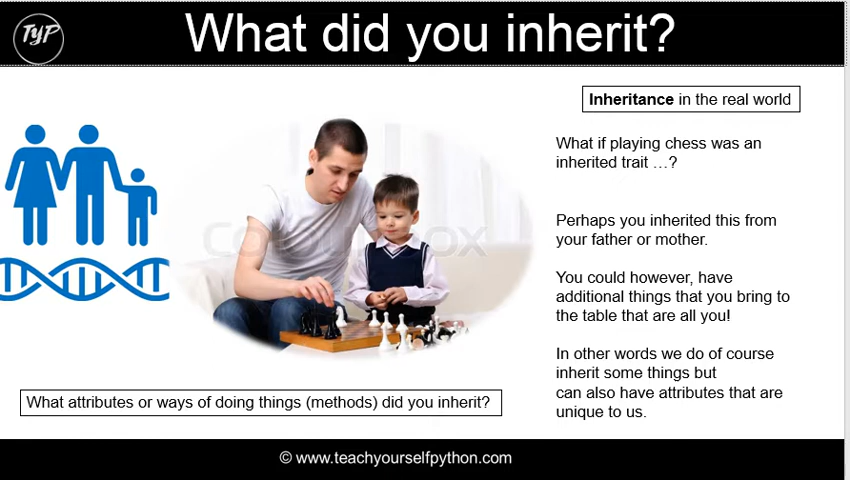 TYP
What did you inherit?
Inheritance in the real world
What if playing chess was an
inherited trait …?
Perhaps you inherited this from
your father or mother.
You could however, have
additional things that you bring to
the table that are all you!
In other words we do of course
inherit some things but
can also have attributes that are
unique to us.
What attributes or ways of doing things (methods) did you inherit?
© www.teachyourselfpython.com